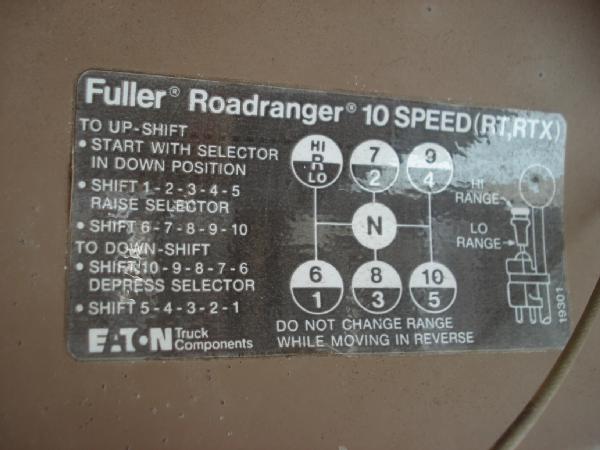 Fuller® Roadranger® 10 SPEED (RT, RTX)
TO UP-SHIFT
• START WITH SELECTOR
IN DOWN POSITION
• SHIFT 1-2-3-4-5
RAISE SELECTOR
• SHIFT 6-7-8-9-10
TO DOWN-SHIFT
• SHIFT 10-9-8-7-6
DEPRESS SELECTOR
• SHIFT 5-4-3-2-1
EATON Truck
Components
HI
R
LO
7
2
9
4
N
6
1
8
3
10
5
DO NOT CHANGE RANGE
WHILE MOVING IN REVERSE
HI
RANGE
LO
RANGE
19301